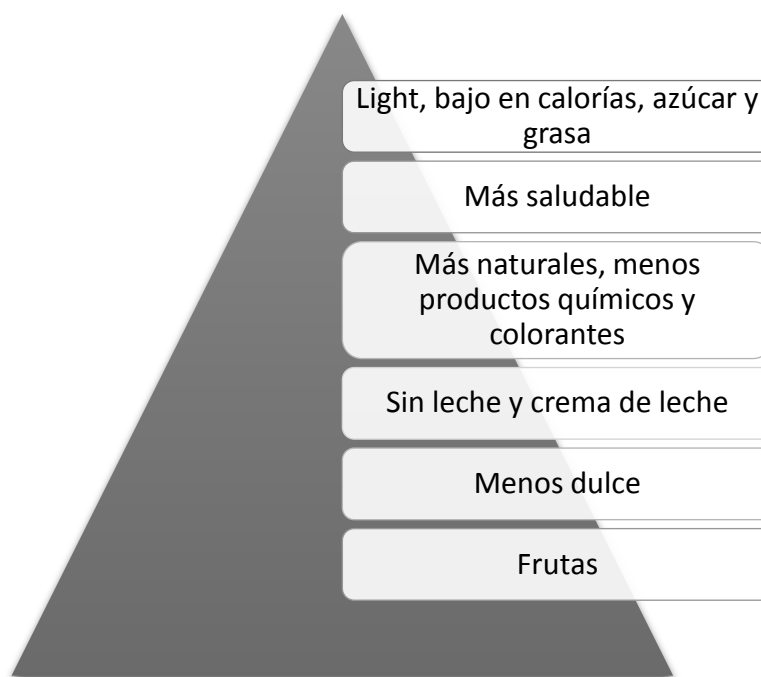 Light, bajo en calorías, azúcar y
grasa
Más saludable
Más naturales, menos
productos químicos y
colorantes
Sin leche y crema de leche
Menos dulce
Frutas